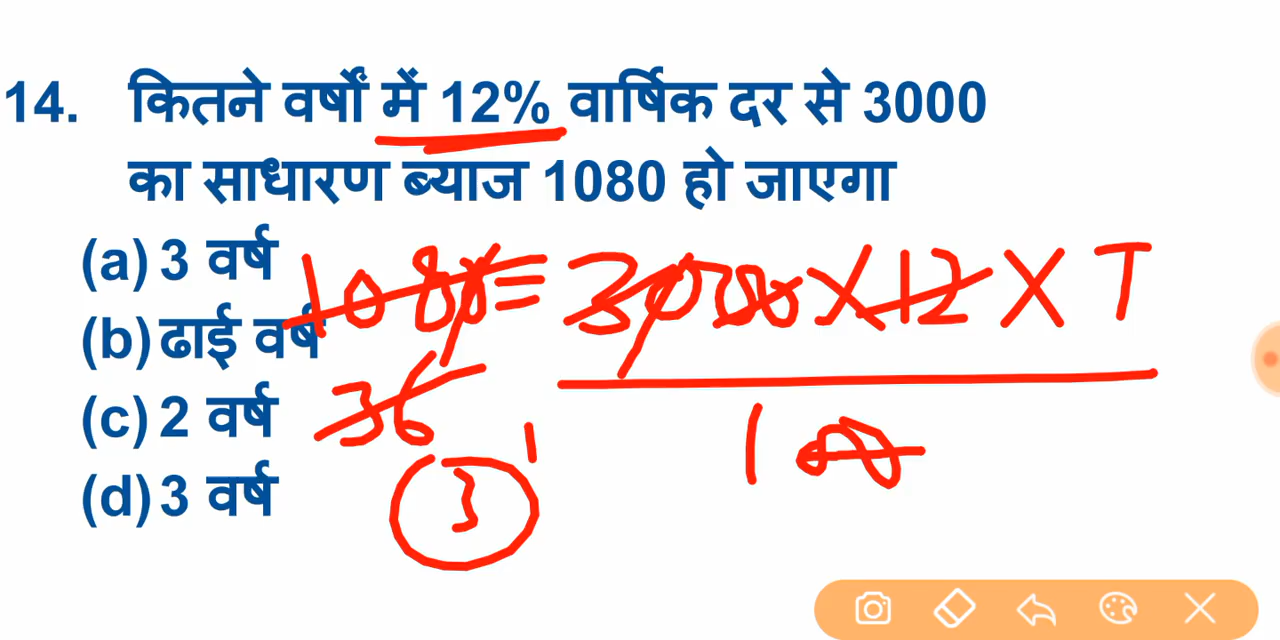 14. कितने वर्षों में 12% वार्षिक दर से 3000
का साधारण ब्याज 1080 हो जाएगा
(a) 3 वर्ष
1080 = 3000 X 12 X T
(b) ढाई वर्ष
36
100
(c) 2 वर्ष
3
(d) 3 वर्ष